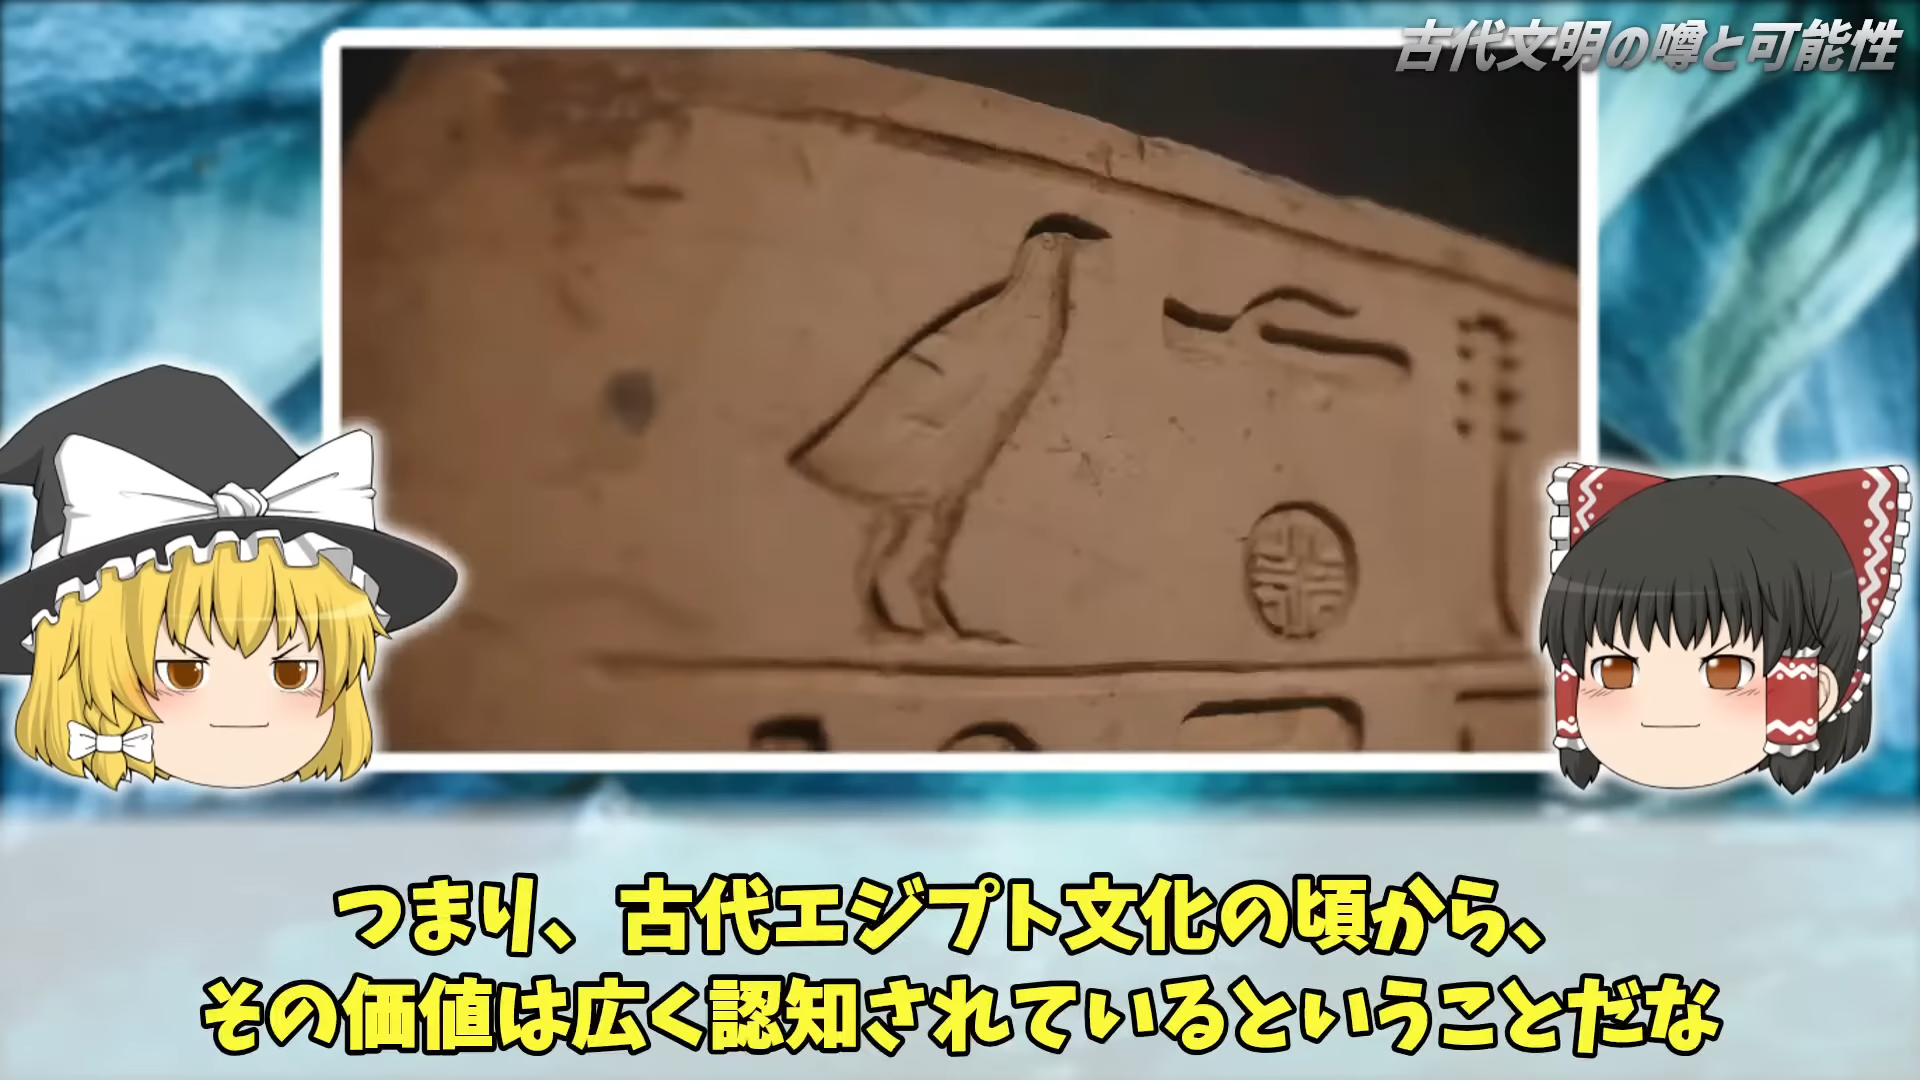 古代文明の噂と可能性
つまり、古代エジプト文化の頃から、
その価値は広く認知されているということだな